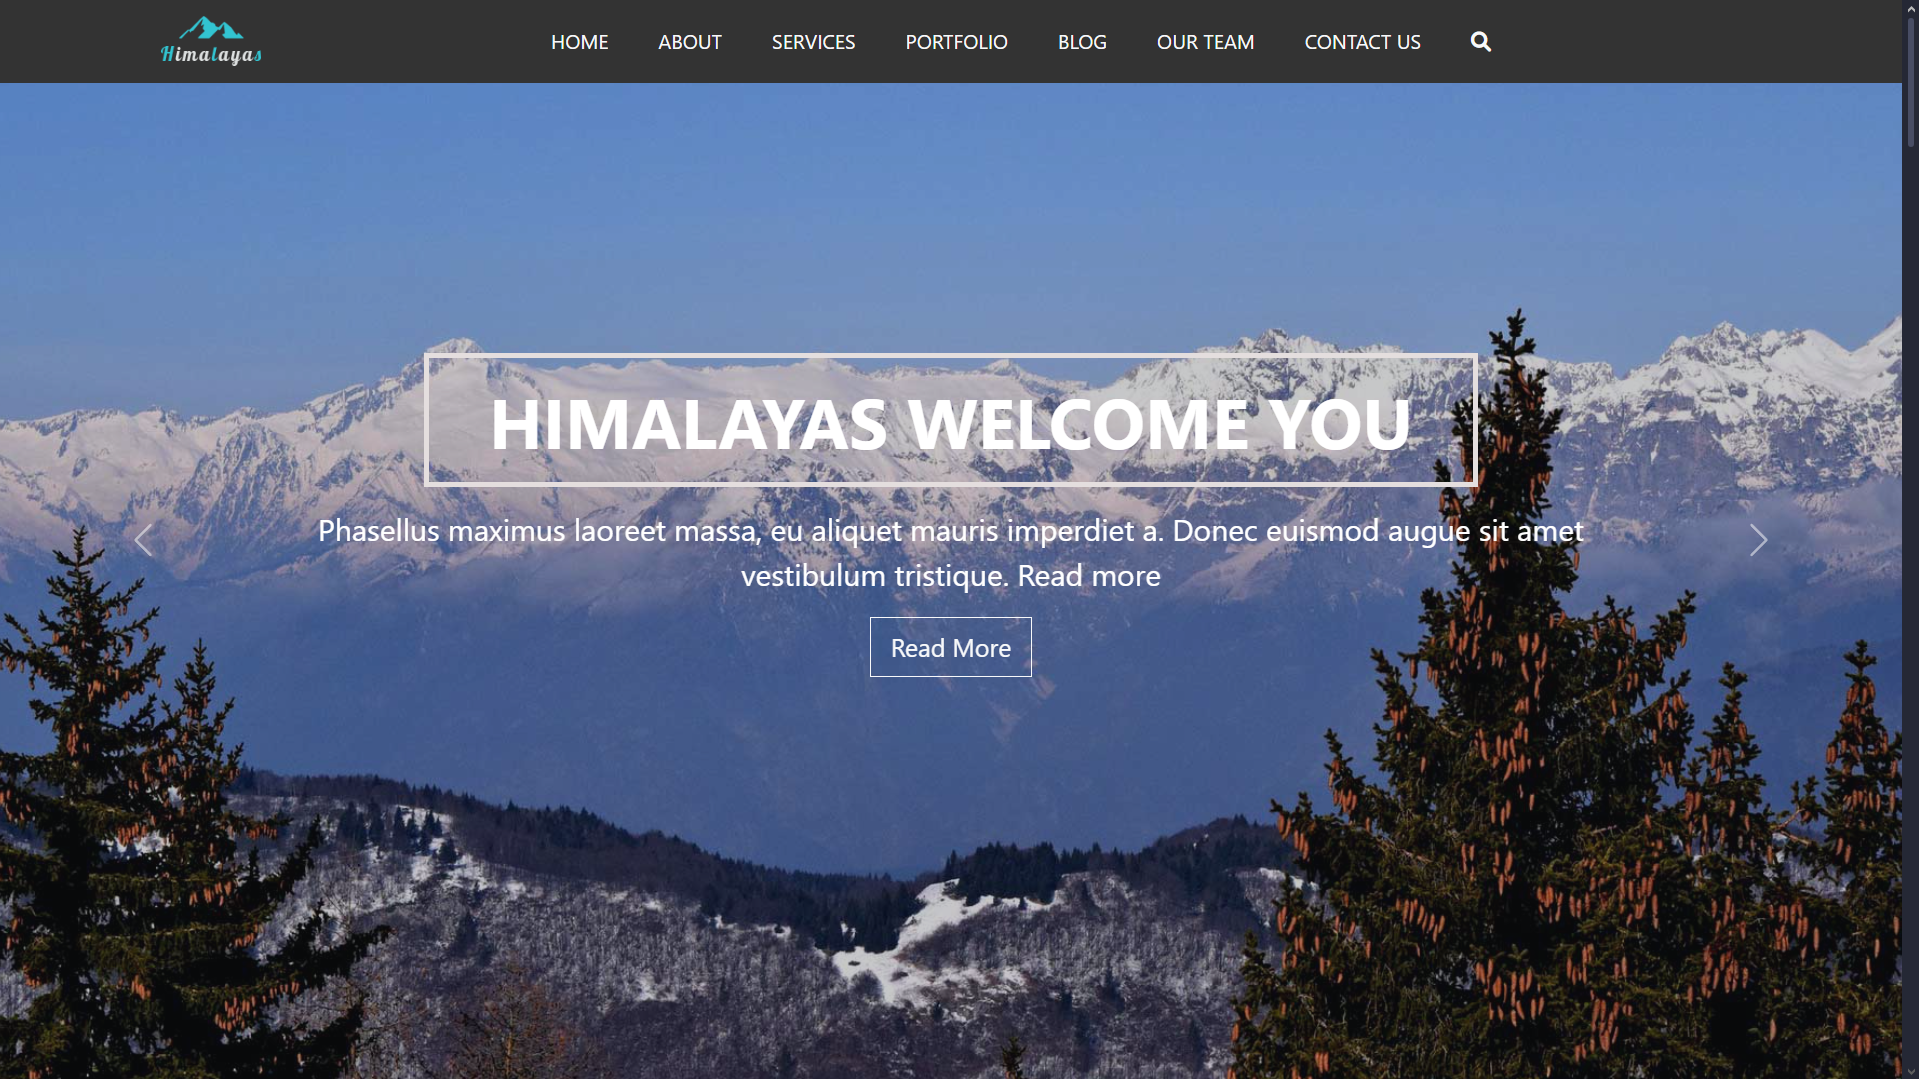 Himalayas
HOME ABOUT SERVICES PORTFOLIO BLOG OUR TEAM CONTACT US
HIMALAYAS WELCOME YOU
Phasellus maximus laoreet massa, eu aliquet mauris imperdiet a. Donec euismod augue sit amet
vestibulum tristique. Read more
Read More